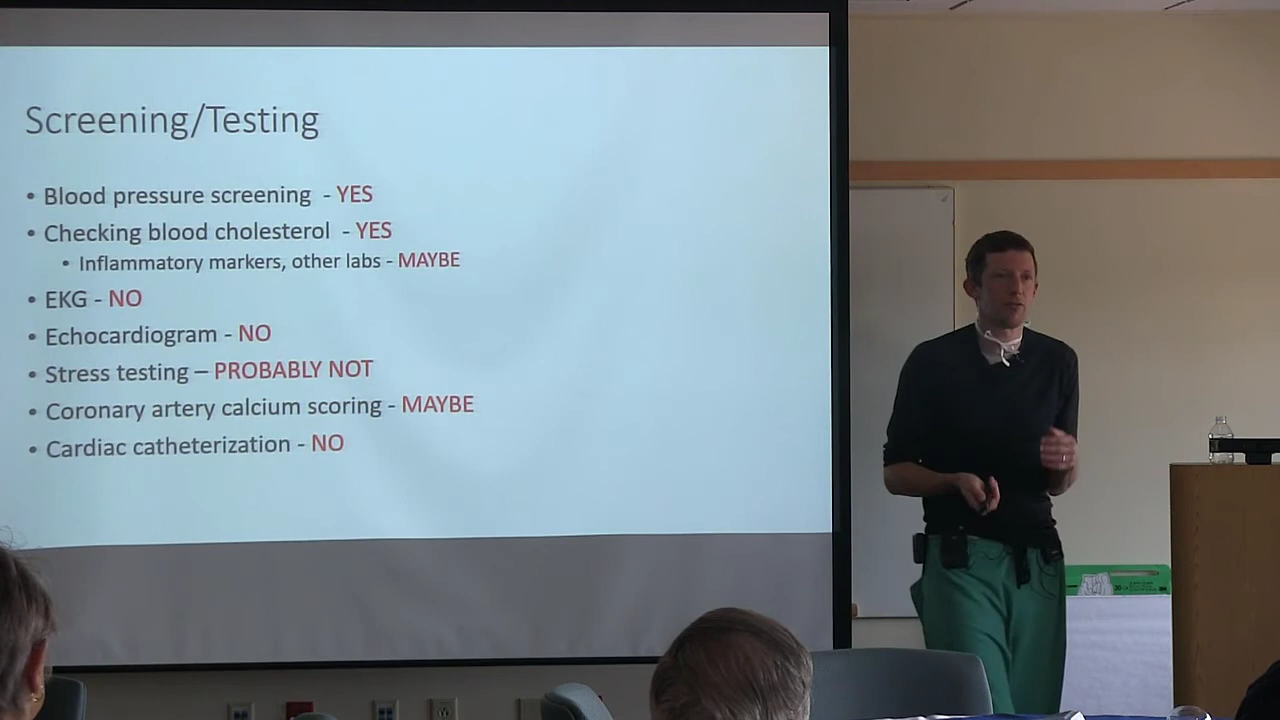 Screening/Testing
• Blood pressure screening - YES
• Checking blood cholesterol - YES
• Inflammatory markers, other labs - MAYBE
• EKG - NO
• Echocardiogram - NO
• Stress testing – PROBABLY NOT
• Coronary artery calcium scoring - MAYBE
• Cardiac catheterization - NO